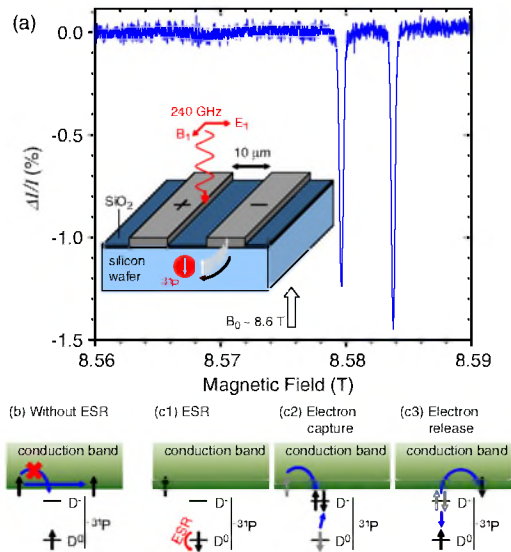 (a)
0.0
-0.5
-1.0
-1.5
ΔI/I (%)
240 GHz
B₁
E₁
10 μm
SiO₂
+
–
silicon
wafer
³¹P
B₀ ~ 8.6 T
8.56
8.57
8.58
8.59
Magnetic Field (T)
(b) Without ESR
conduction band
D⁻
³¹P
D⁰
(c1) ESR
conduction band
D⁻
³¹P
ESR
D⁰
(c2) Electron
capture
conduction band
D⁻
³¹P
D⁰
(c3) Electron
release
conduction band
D⁻
³¹P
D⁰